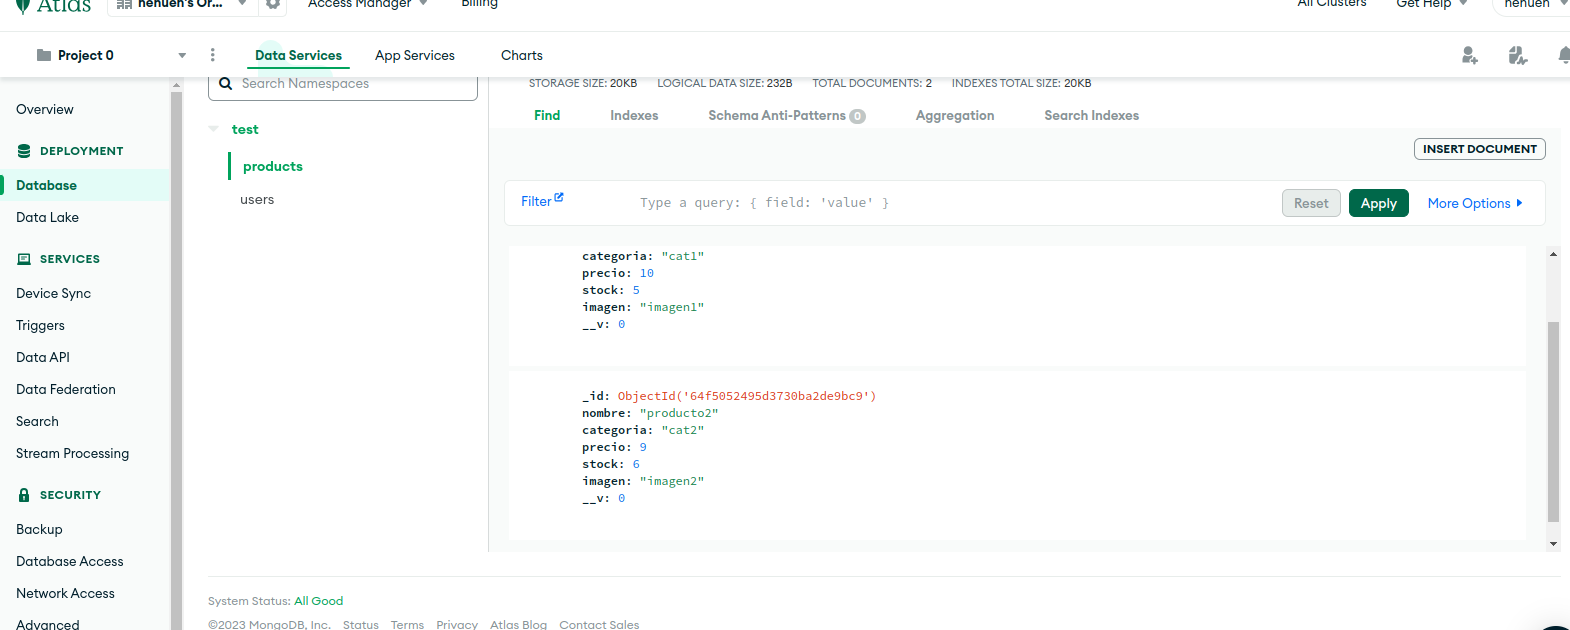 Atlas nehuen's Or... Access Manager Billing All Clusters Get Help nehuen
Project 0 Data Services App Services Charts
Search Namespaces
STORAGE SIZE: 20KB LOGICAL DATA SIZE: 232B TOTAL DOCUMENTS: 2 INDEXES TOTAL SIZE: 20KB
Overview
DEPLOYMENT
Database
Data Lake
SERVICES
Device Sync
Triggers
Data API
Data Federation
Search
Stream Processing
SECURITY
Backup
Database Access
Network Access
Advanced
test
products
users
Find Indexes Schema Anti-Patterns 0 Aggregation Search Indexes
INSERT DOCUMENT
Filter Type a query: { field: 'value' } Reset Apply More Options
categoria: "cat1"
precio: 10
stock: 5
imagen: "imagen1"
__v: 0
_id: ObjectId('64f5052495d3730ba2de9bc9')
nombre: "producto2"
categoria: "cat2"
precio: 9
stock: 6
imagen: "imagen2"
__v: 0
System Status: All Good
©2023 MongoDB, Inc. Status Terms Privacy Atlas Blog Contact Sales